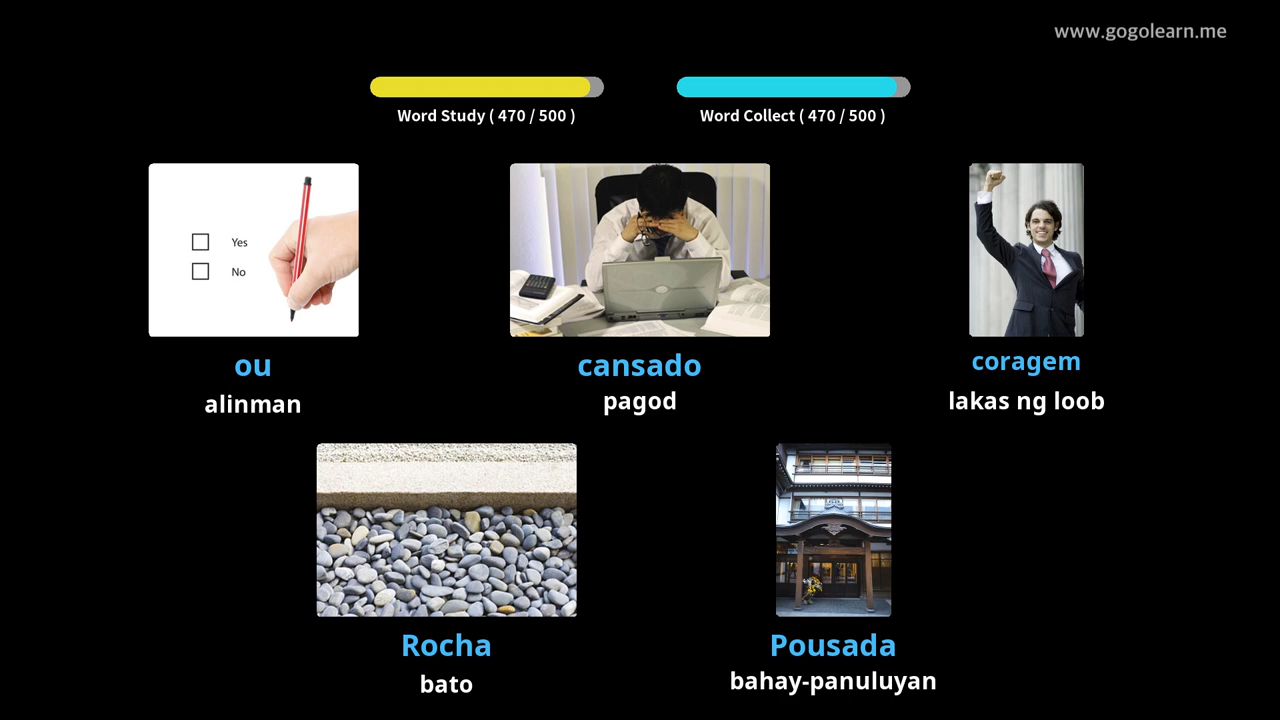 www.gogolearn.me
Word Study ( 470 / 500 )
Word Collect ( 470 / 500 )
Yes
No
ou
alinman
cansado
pagod
coragem
lakas ng loob
Rocha
bato
Pousada
bahay-panuluyan